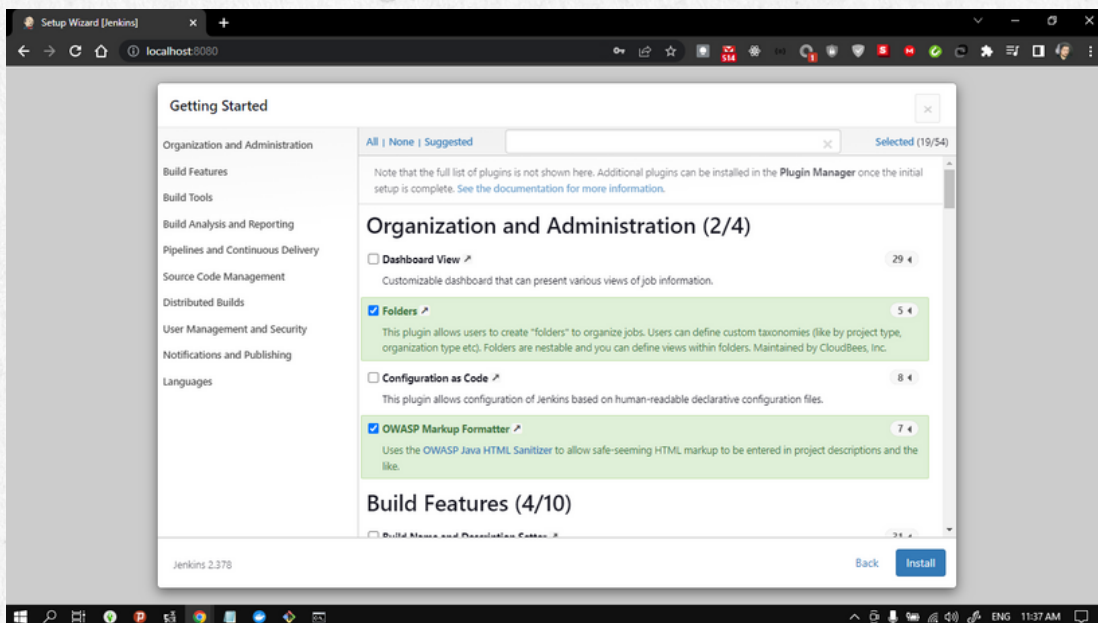 Setup Wizard [Jenkins]
localhost:8080
514
1
Getting Started
Organization and Administration
Build Features
Build Tools
Build Analysis and Reporting
Pipelines and Continuous Delivery
Source Code Management
Distributed Builds
User Management and Security
Notifications and Publishing
Languages
All | None | Suggested
Selected (19/54)
Note that the full list of plugins is not shown here. Additional plugins can be installed in the Plugin Manager once the initial
setup is complete. See the documentation for more information.
Organization and Administration (2/4)
Dashboard View
29
Customizable dashboard that can present various views of job information.
Folders
5
This plugin allows users to create "folders" to organize jobs. Users can define custom taxonomies (like by project type,
organization type etc). Folders are nestable and you can define views within folders. Maintained by CloudBees, Inc.
Configuration as Code
8
This plugin allows configuration of Jenkins based on human-readable declarative configuration files.
OWASP Markup Formatter
7
Uses the OWASP Java HTML Sanitizer to allow safe-seeming HTML markup to be entered in project descriptions and the
like.
Build Features (4/10)
Build Name and Description Setter
21
Jenkins 2.378
Back
Install
ENG
11:37 AM